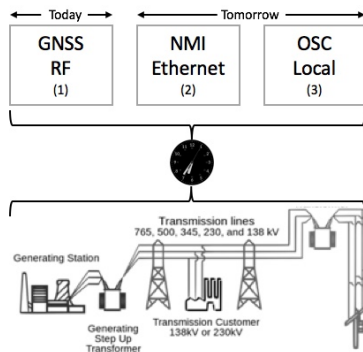 Today
Tomorrow
GNSS
RF
(1)
NMI
Ethernet
(2)
OSC
Local
(3)
Transmission lines
765, 500, 345, 230, and 138 kV
Generating Station
Generating
Step Up
Transformer
Transmission Customer
138kV or 230kV